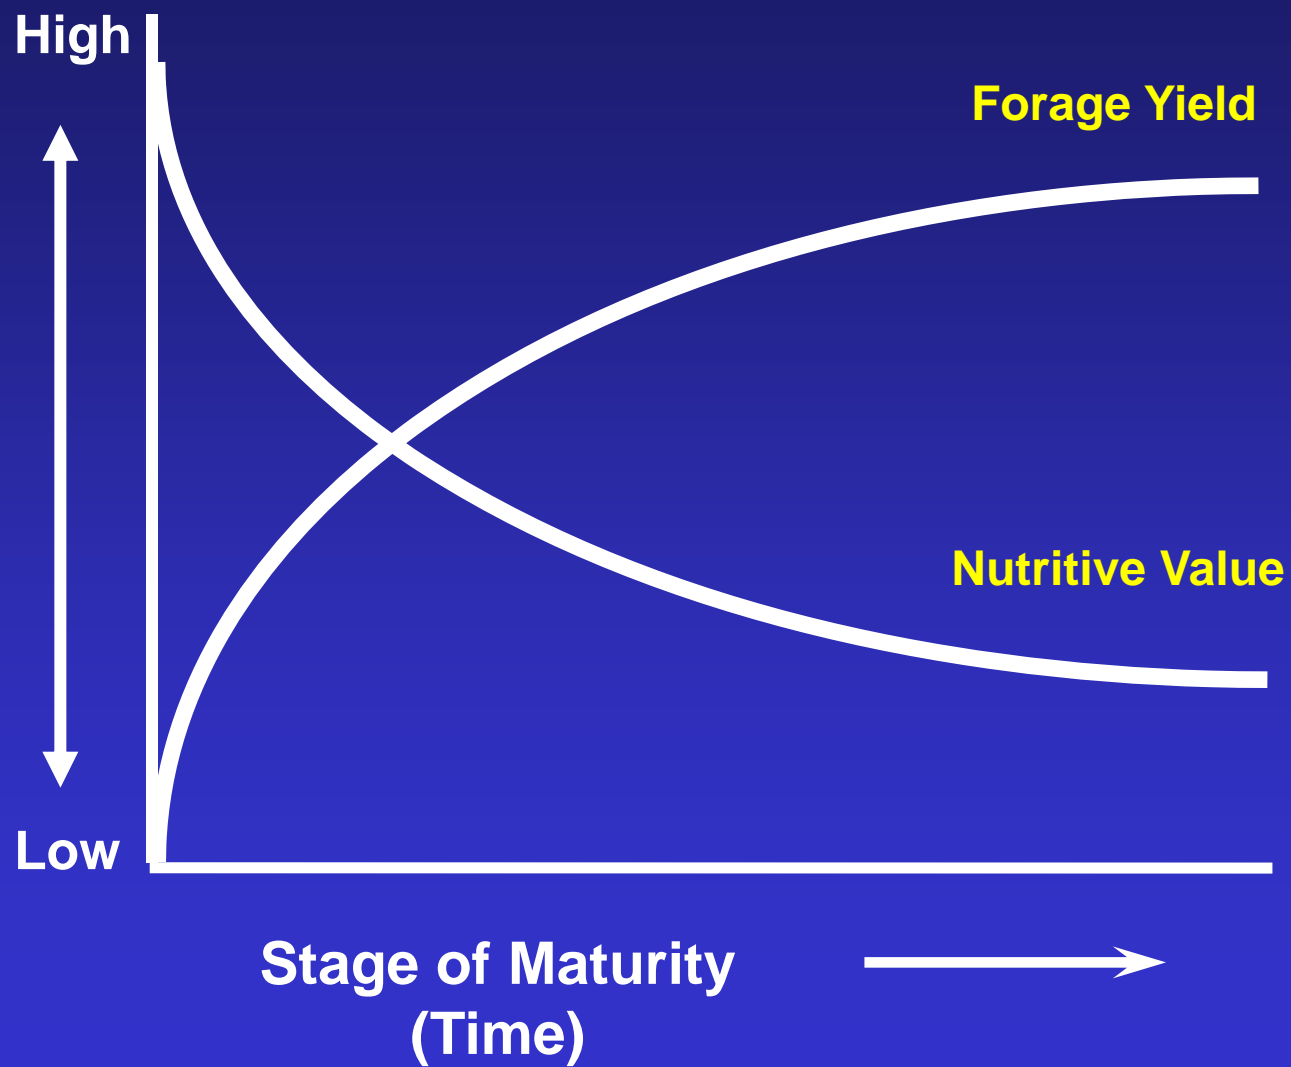 High
Forage Yield
Nutritive Value
Low
Stage of Maturity
(Time)